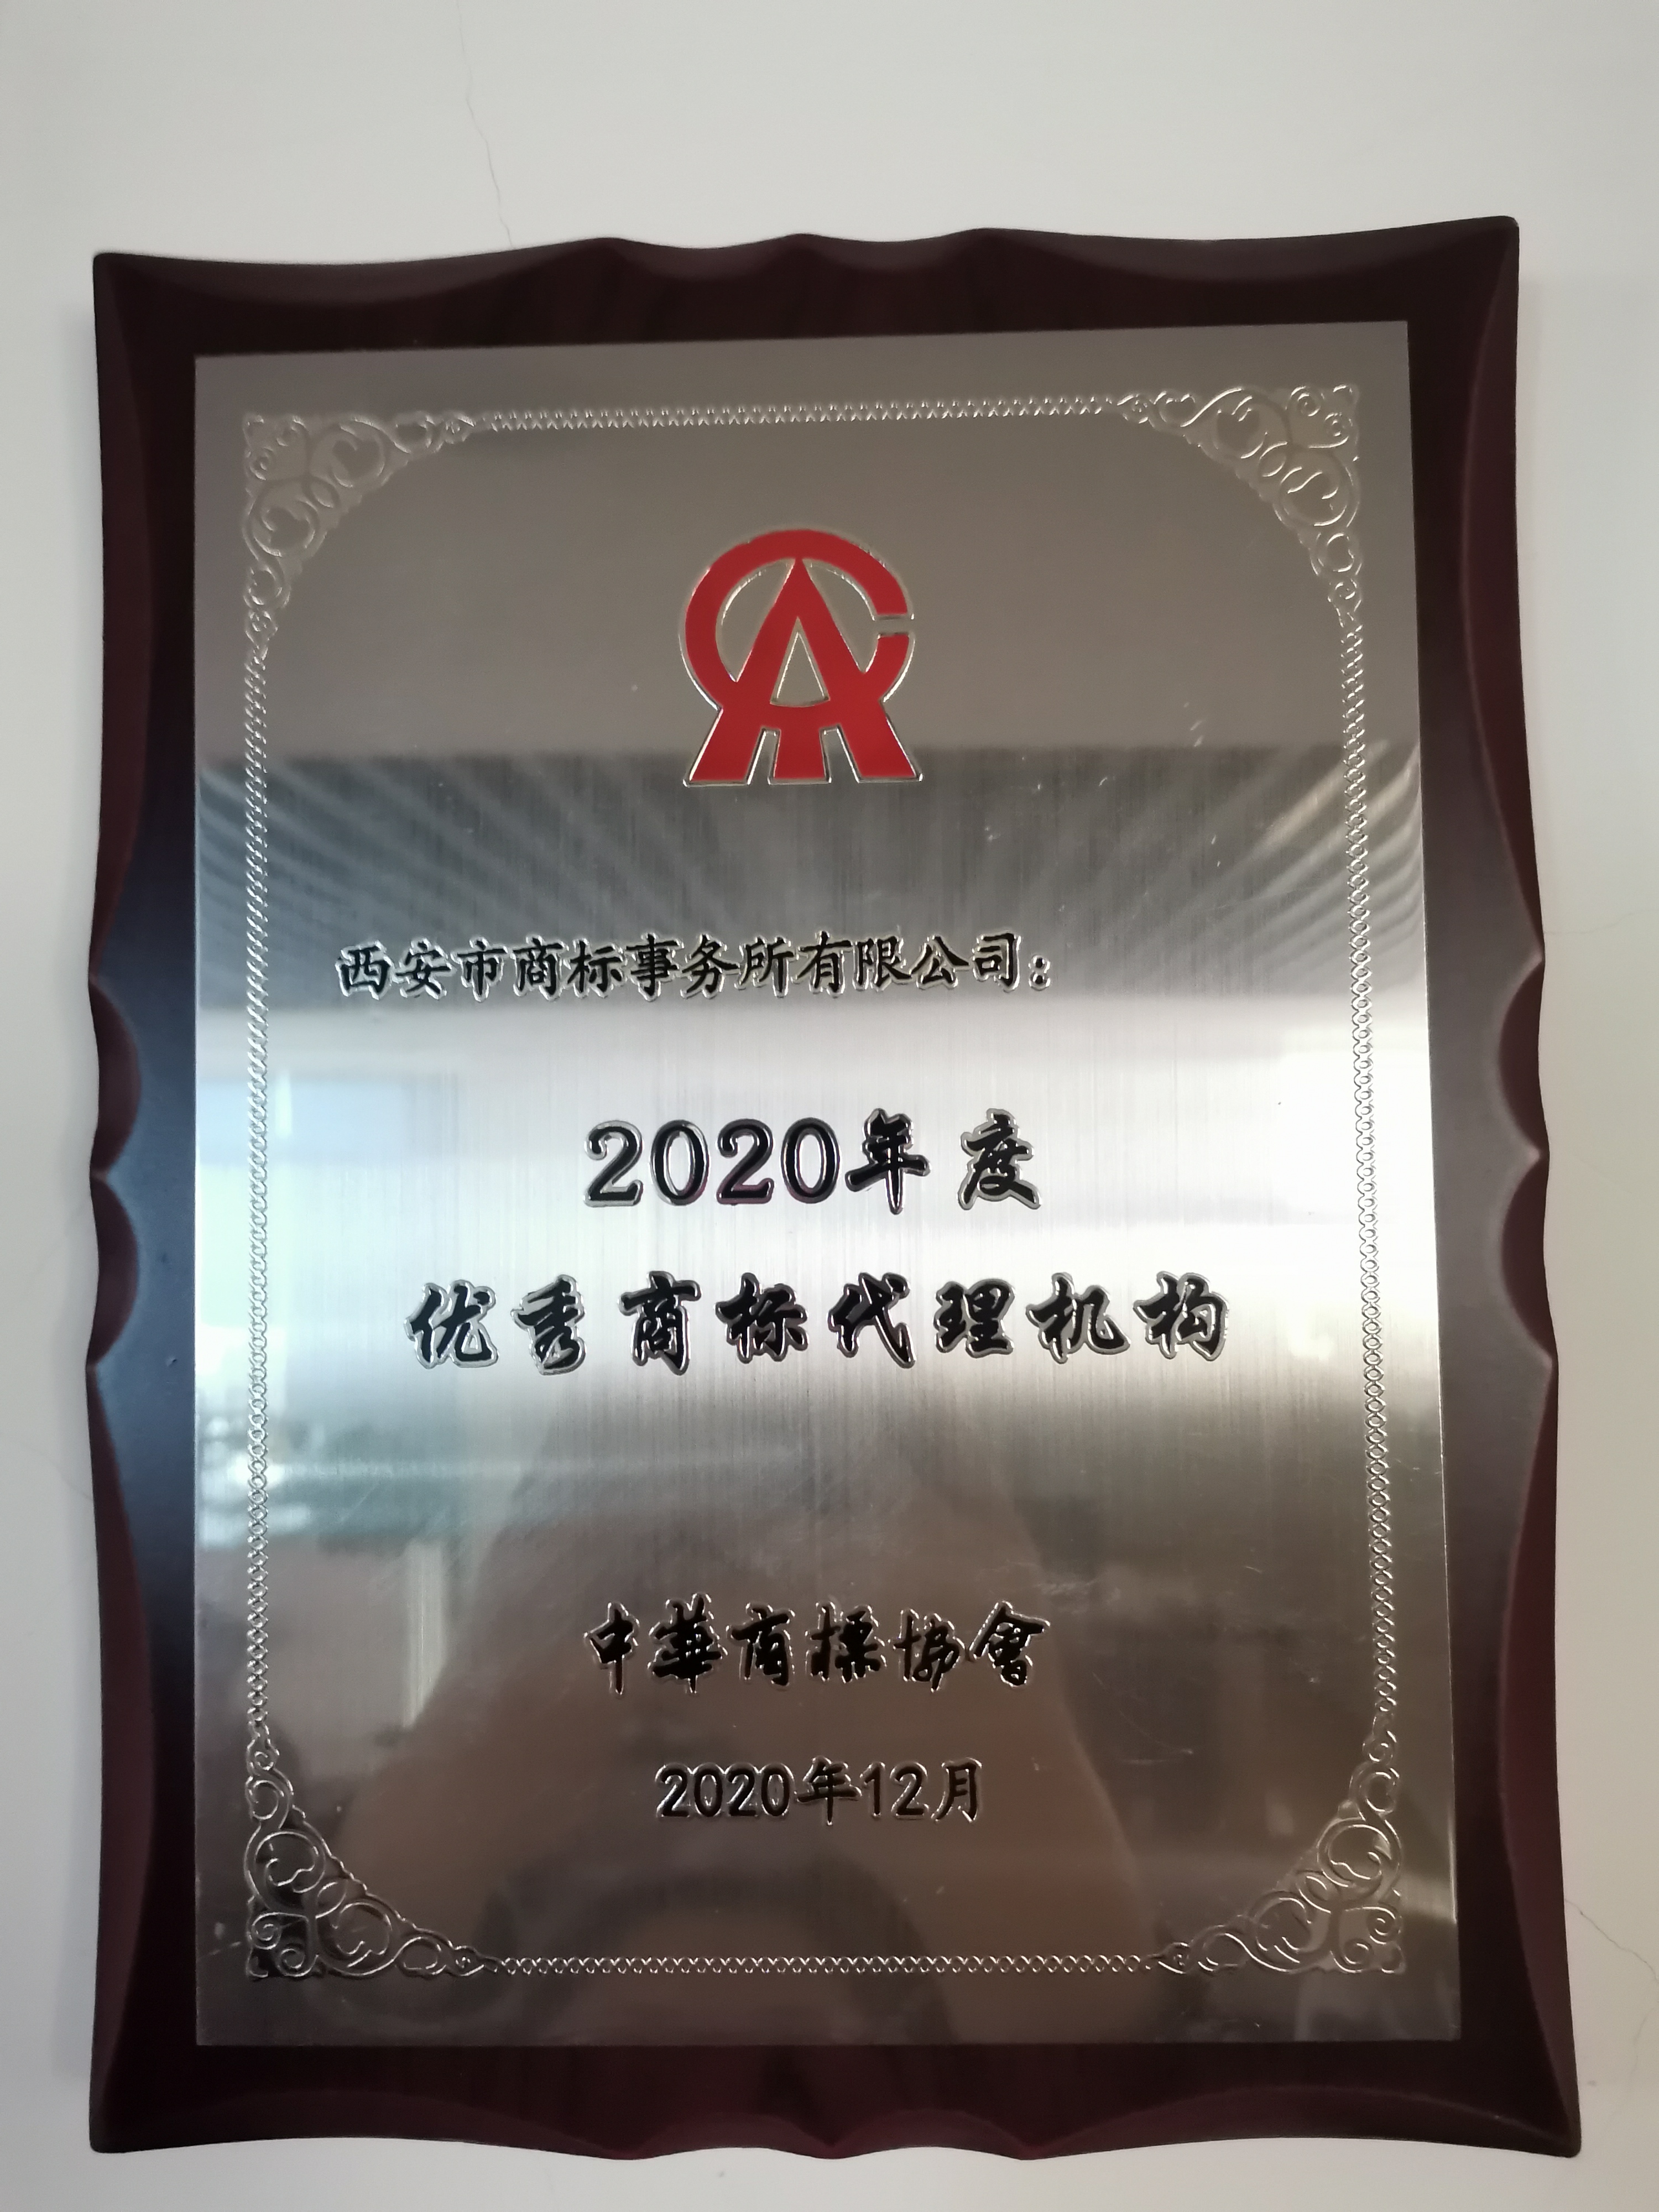 西安市商标事务所有限公司：
2020年度
优秀商标代理机构
中華商標協會
2020年12月